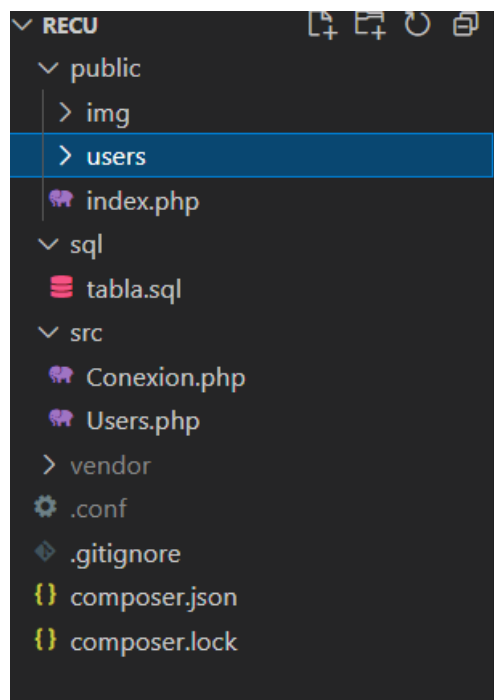 RECU
public
img
users
index.php
sql
tabla.sql
src
Conexion.php
Users.php
vendor
.conf
.gitignore
composer.json
composer.lock